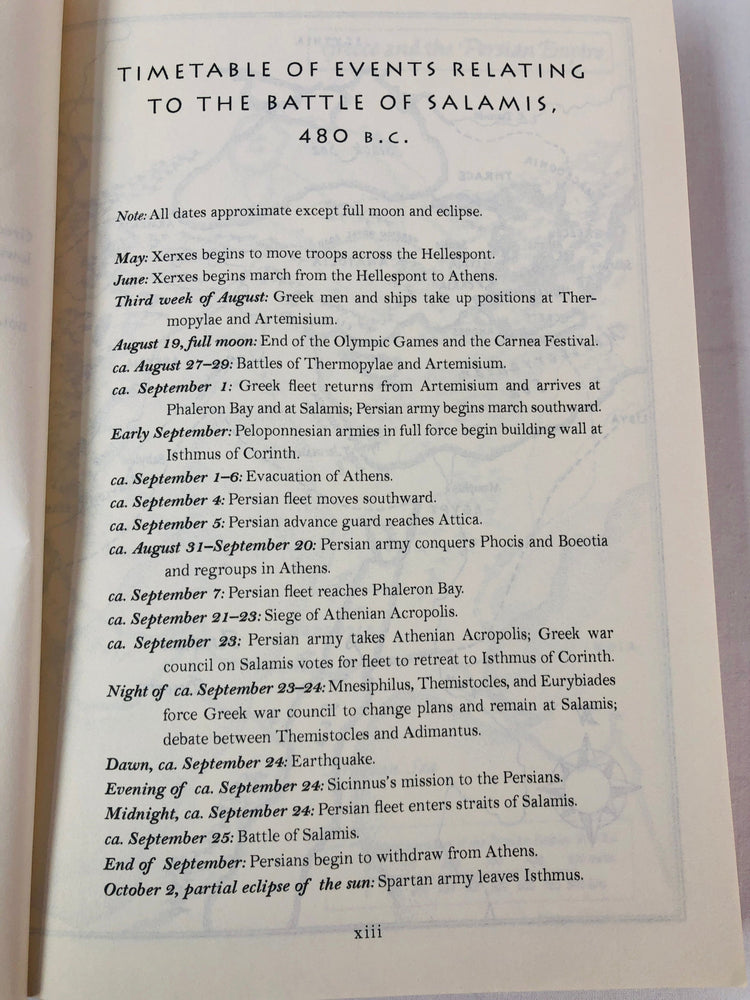 TIMETABLE OF EVENTS RELATING
TO THE BATTLE OF SALAMIS,
480 B.C.
Note: All dates approximate except full moon and eclipse.
May: Xerxes begins to move troops across the Hellespont.
June: Xerxes begins march from the Hellespont to Athens.
Third week of August: Greek men and ships take up positions at Ther-
mopylae and Artemisium.
August 19, full moon: End of the Olympic Games and the Carnea Festival.
ca. August 27–29: Battles of Thermopylae and Artemisium.
ca. September 1: Greek fleet returns from Artemisium and arrives at
Phaleron Bay and at Salamis; Persian army begins march southward.
Early September: Peloponnesian armies in full force begin building wall at
Isthmus of Corinth.
ca. September 1–6: Evacuation of Athens.
ca. September 4: Persian fleet moves southward.
ca. September 5: Persian advance guard reaches Attica.
ca. August 31–September 20: Persian army conquers Phocis and Boeotia
and regroups in Athens.
ca. September 7: Persian fleet reaches Phaleron Bay.
ca. September 21–23: Siege of Athenian Acropolis.
ca. September 23: Persian army takes Athenian Acropolis; Greek war
council on Salamis votes for fleet to retreat to Isthmus of Corinth.
Night of ca. September 23–24: Mnesiphilus, Themistocles, and Eurybiades
force Greek war council to change plans and remain at Salamis;
debate between Themistocles and Adimantus.
Dawn, ca. September 24: Earthquake.
Evening of ca. September 24: Sicinnus's mission to the Persians.
Midnight, ca. September 24: Persian fleet enters straits of Salamis.
ca. September 25: Battle of Salamis.
End of September: Persians begin to withdraw from Athens.
October 2, partial eclipse of the sun: Spartan army leaves Isthmus.
xiii